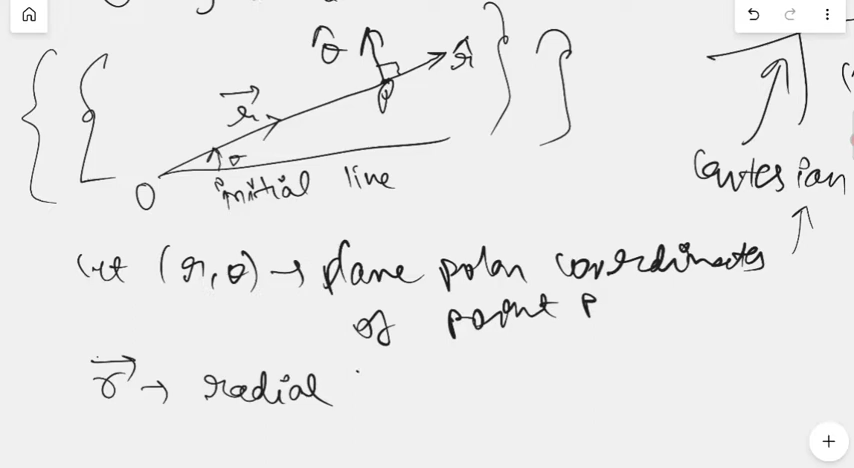 θ̂
r̂
r⃗
P
θ
O
initial line
Cartesian
Let (r, θ) → plane polar coordinates
of point P
r⃗ → radial